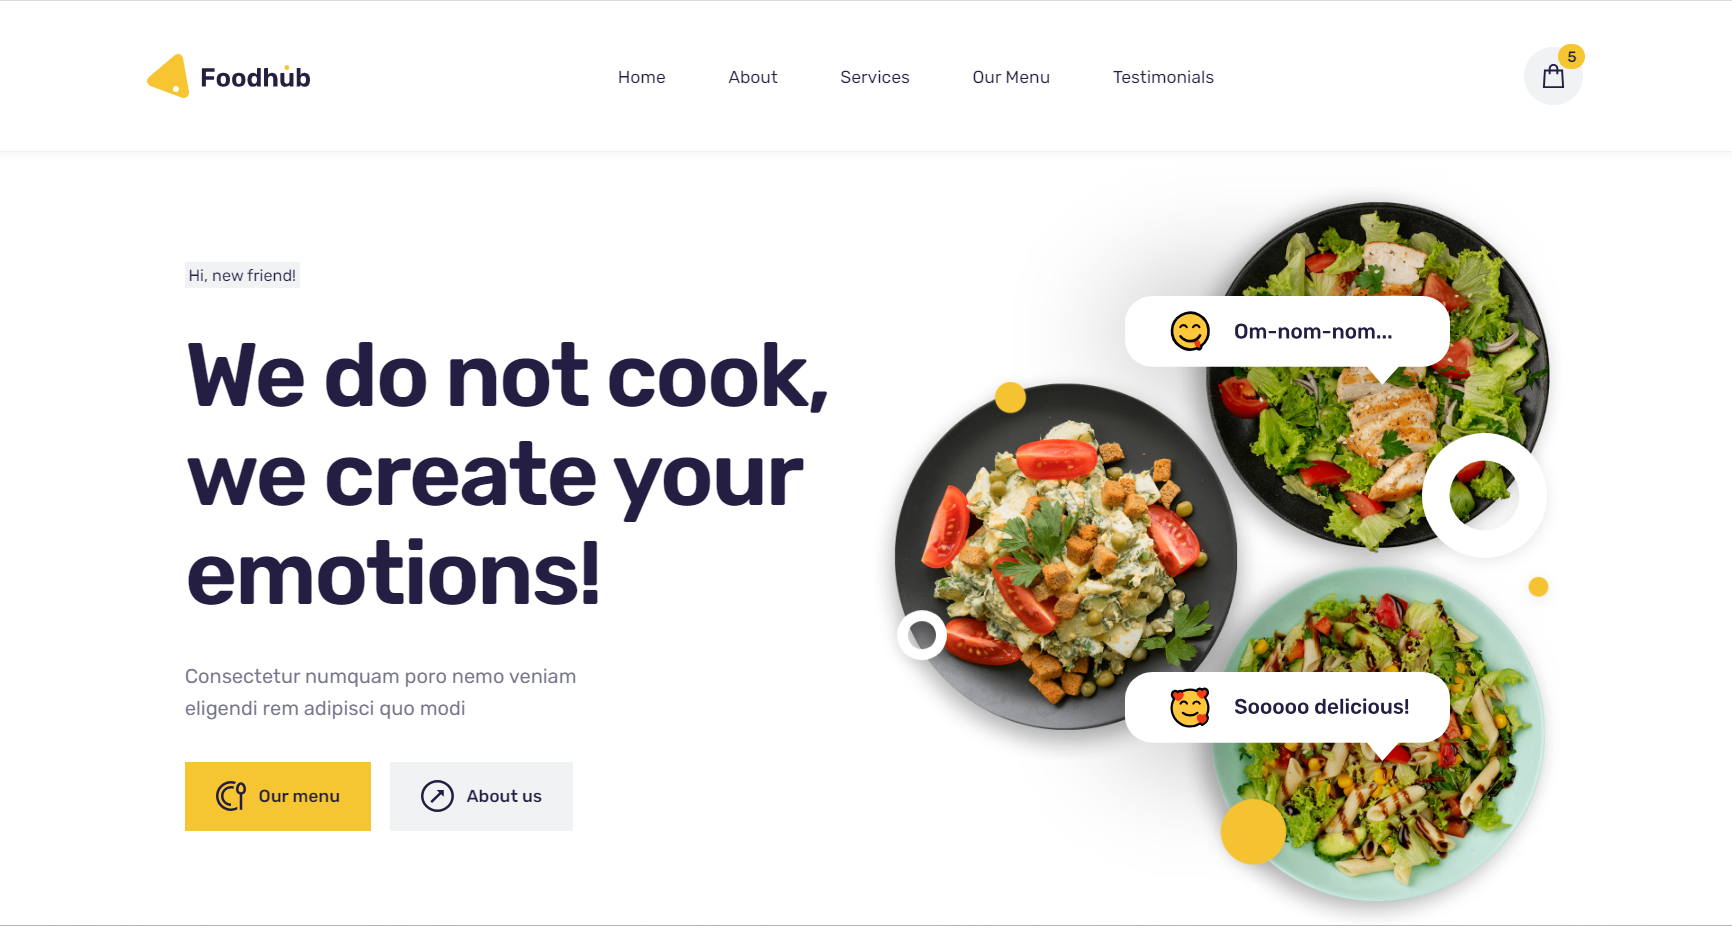 Foodhub
Home
About
Services
Our Menu
Testimonials
5
Hi, new friend!
We do not cook,
we create your
emotions!
Consectetur numquam poro nemo veniam
eligendi rem adipisci quo modi
Our menu
About us
Om-nom-nom...
Sooooo delicious!